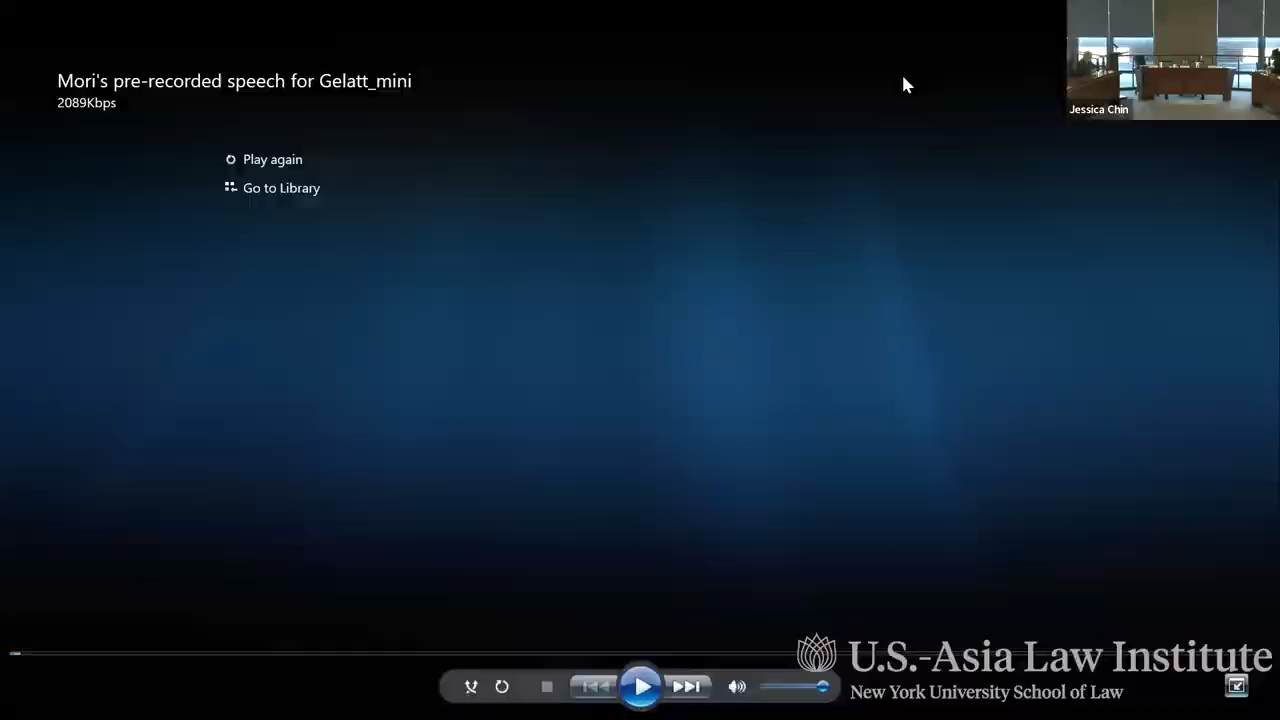 Mori's pre-recorded speech for Gelatt_mini
2089Kbps
Play again
Go to Library
Jessica Chin
U.S.-Asia Law Institute
New York University School of Law